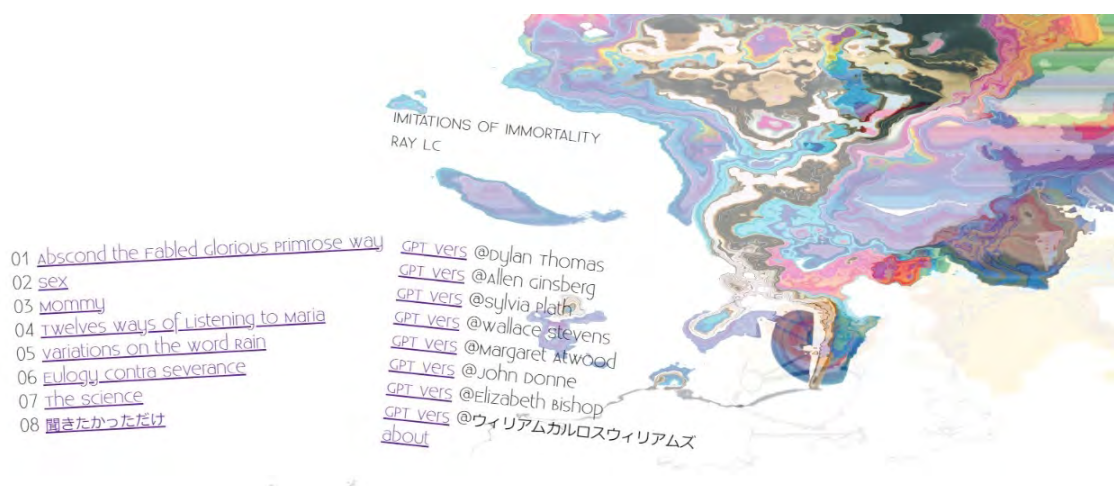 IMITATIONS OF IMMORTALITY
RAY LC
01 Abscond the Fabled Glorious Primrose Way
02 Sex
03 Mommy
04 Twelves Ways of Listening to Maria
05 Variations on the Word Rain
06 Eulogy Contra Severance
07 The Science
08 聞きたかっただけ
GPT vers @Dylan Thomas
GPT vers @Allen Ginsberg
GPT vers @Sylvia Plath
GPT vers @Wallace Stevens
GPT vers @Margaret Atwood
GPT vers @John Donne
GPT vers @Elizabeth Bishop
GPT vers @ウィリアムカルロスウィリアムズ
about